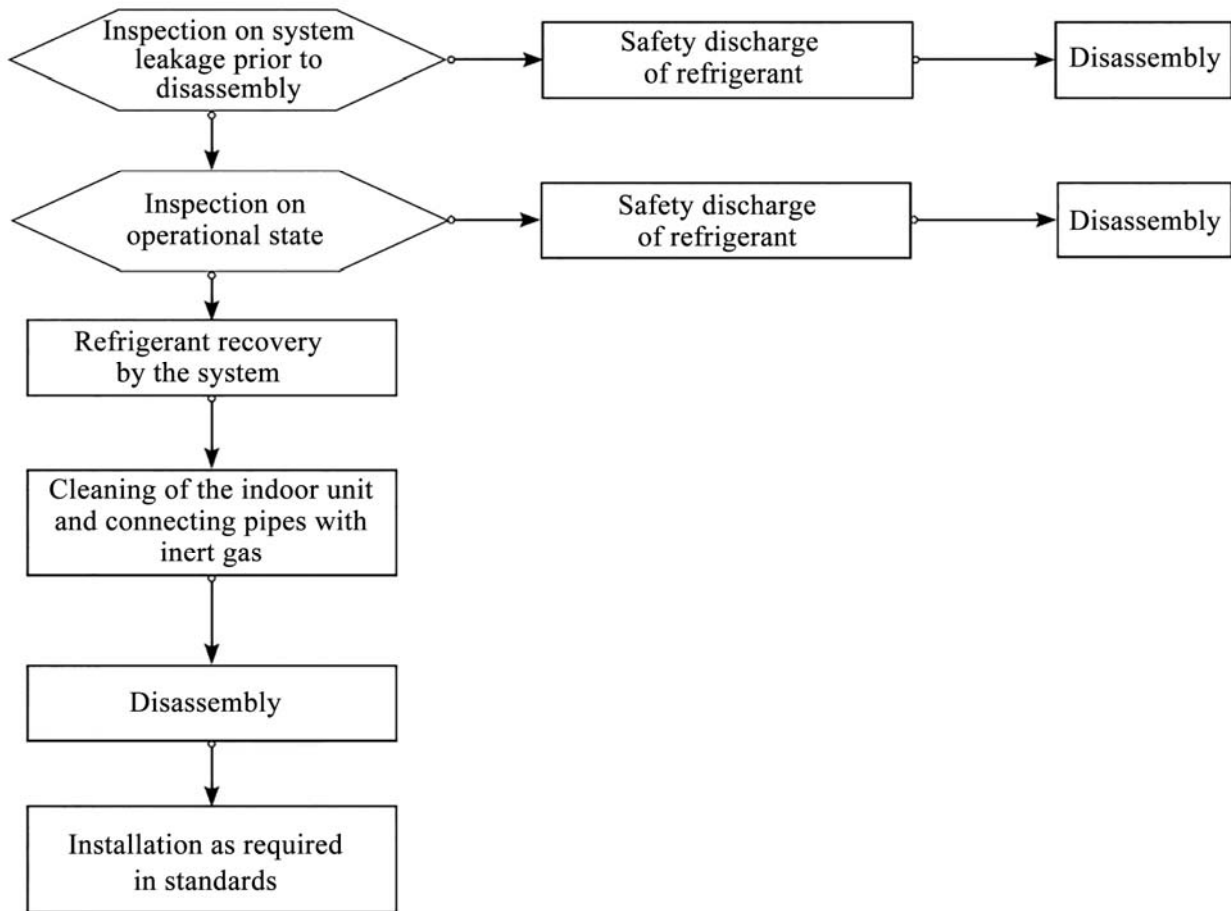 Inspection on system
leakage prior to
disassembly
Safety discharge
of refrigerant
Disassembly
Inspection on
operational state
Safety discharge
of refrigerant
Disassembly
Refrigerant recovery
by the system
Cleaning of the indoor unit
and connecting pipes with
inert gas
Disassembly
Installation as required
in standards